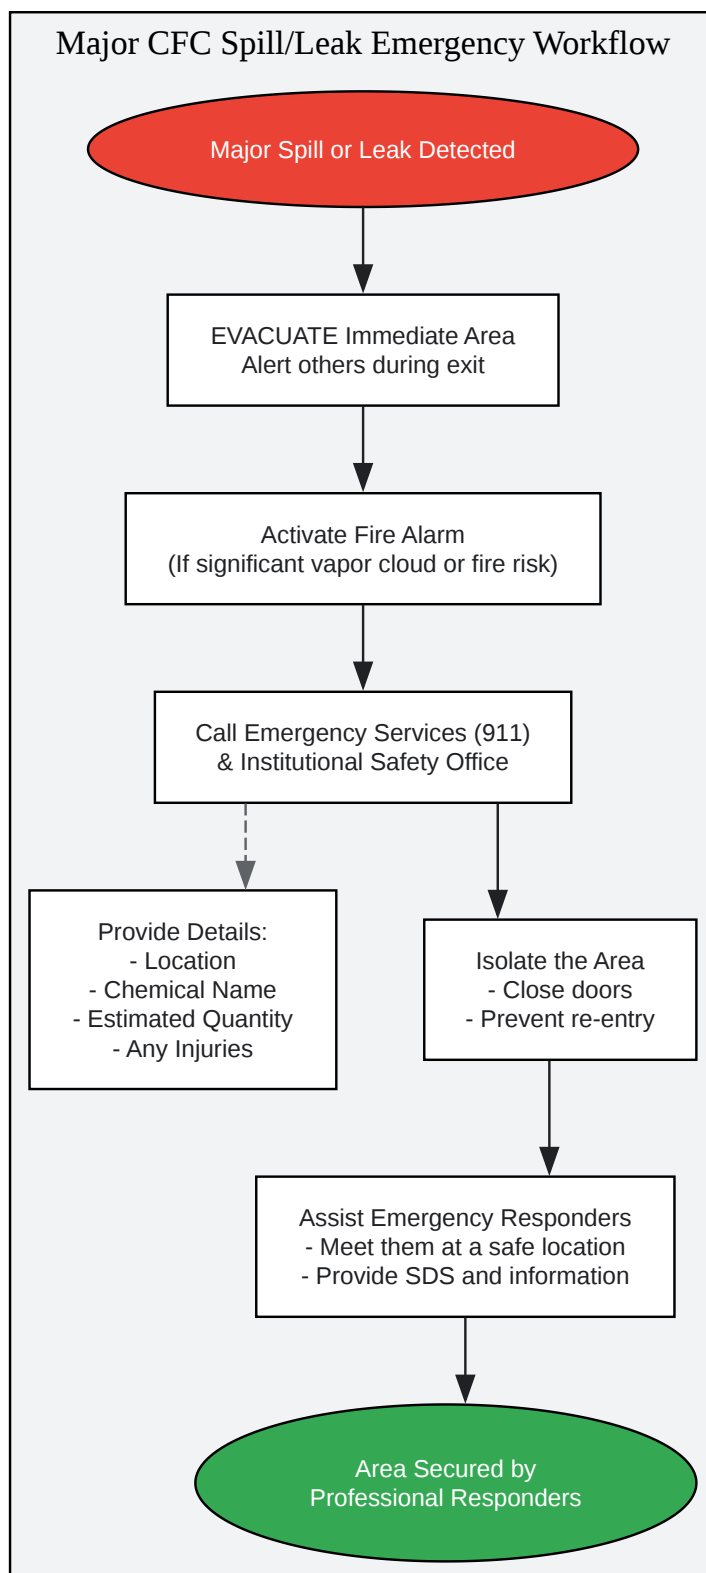 Major CFC Spill/Leak Emergency Workflow
Major Spill or Leak Detected
EVACUATE Immediate Area
Alert others during exit
Activate Fire Alarm
(If significant vapor cloud or fire risk)
Call Emergency Services (911)
& Institutional Safety Office
Provide Details:
- Location
- Chemical Name
- Estimated Quantity
- Any Injuries
Isolate the Area
- Close doors
- Prevent re-entry
Assist Emergency Responders
- Meet them at a safe location
- Provide SDS and information
Area Secured by
Professional Responders